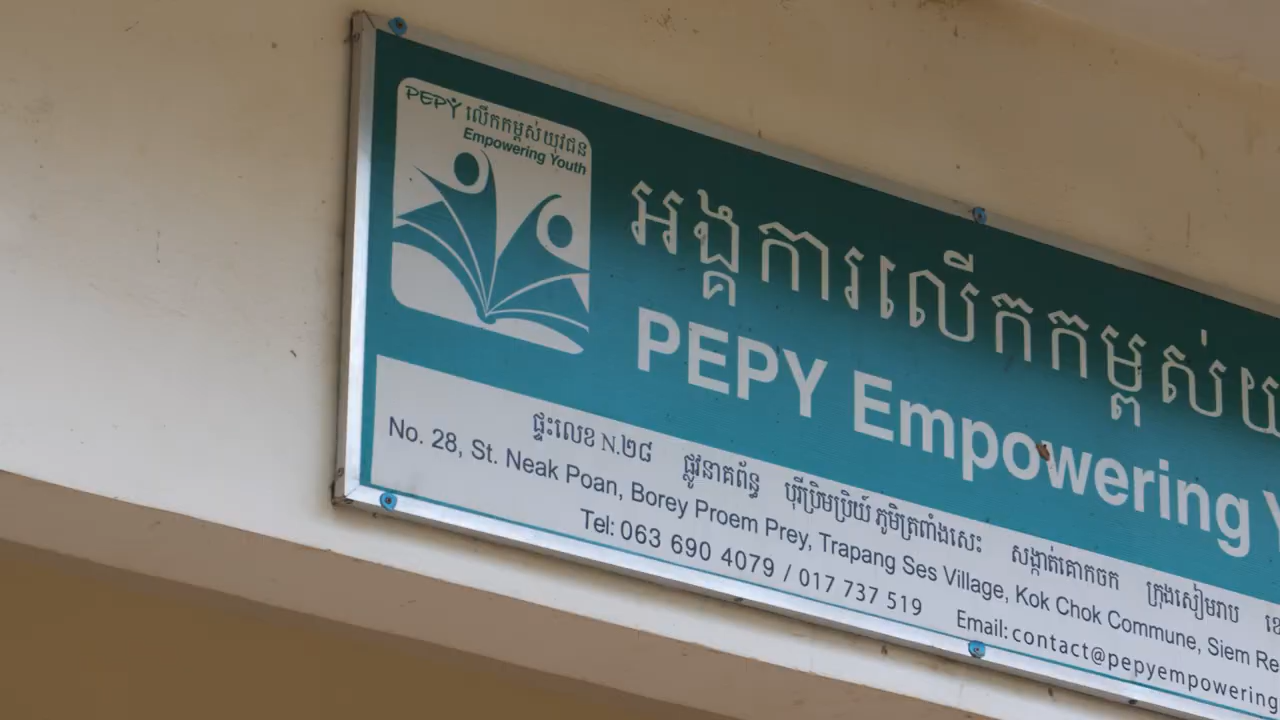 PEPY លើកកម្ពស់យុវជន
Empowering Youth
អង្គការលើកកម្ពស់យុ
PEPY Empowering Y
ផ្ទះលេខ N.២៨ ផ្លូវនាគព័ន្ធ បុរីប្រិមប្រិយ៍ ភូមិត្រពាំងសេះ សង្កាត់គោកចក ក្រុងសៀមរាប ខេ
No. 28, St. Neak Poan, Borey Proem Prey, Trapang Ses Village, Kok Chok Commune, Siem Re
Tel: 063 690 4079 / 017 737 519 Email: contact@pepyempowering